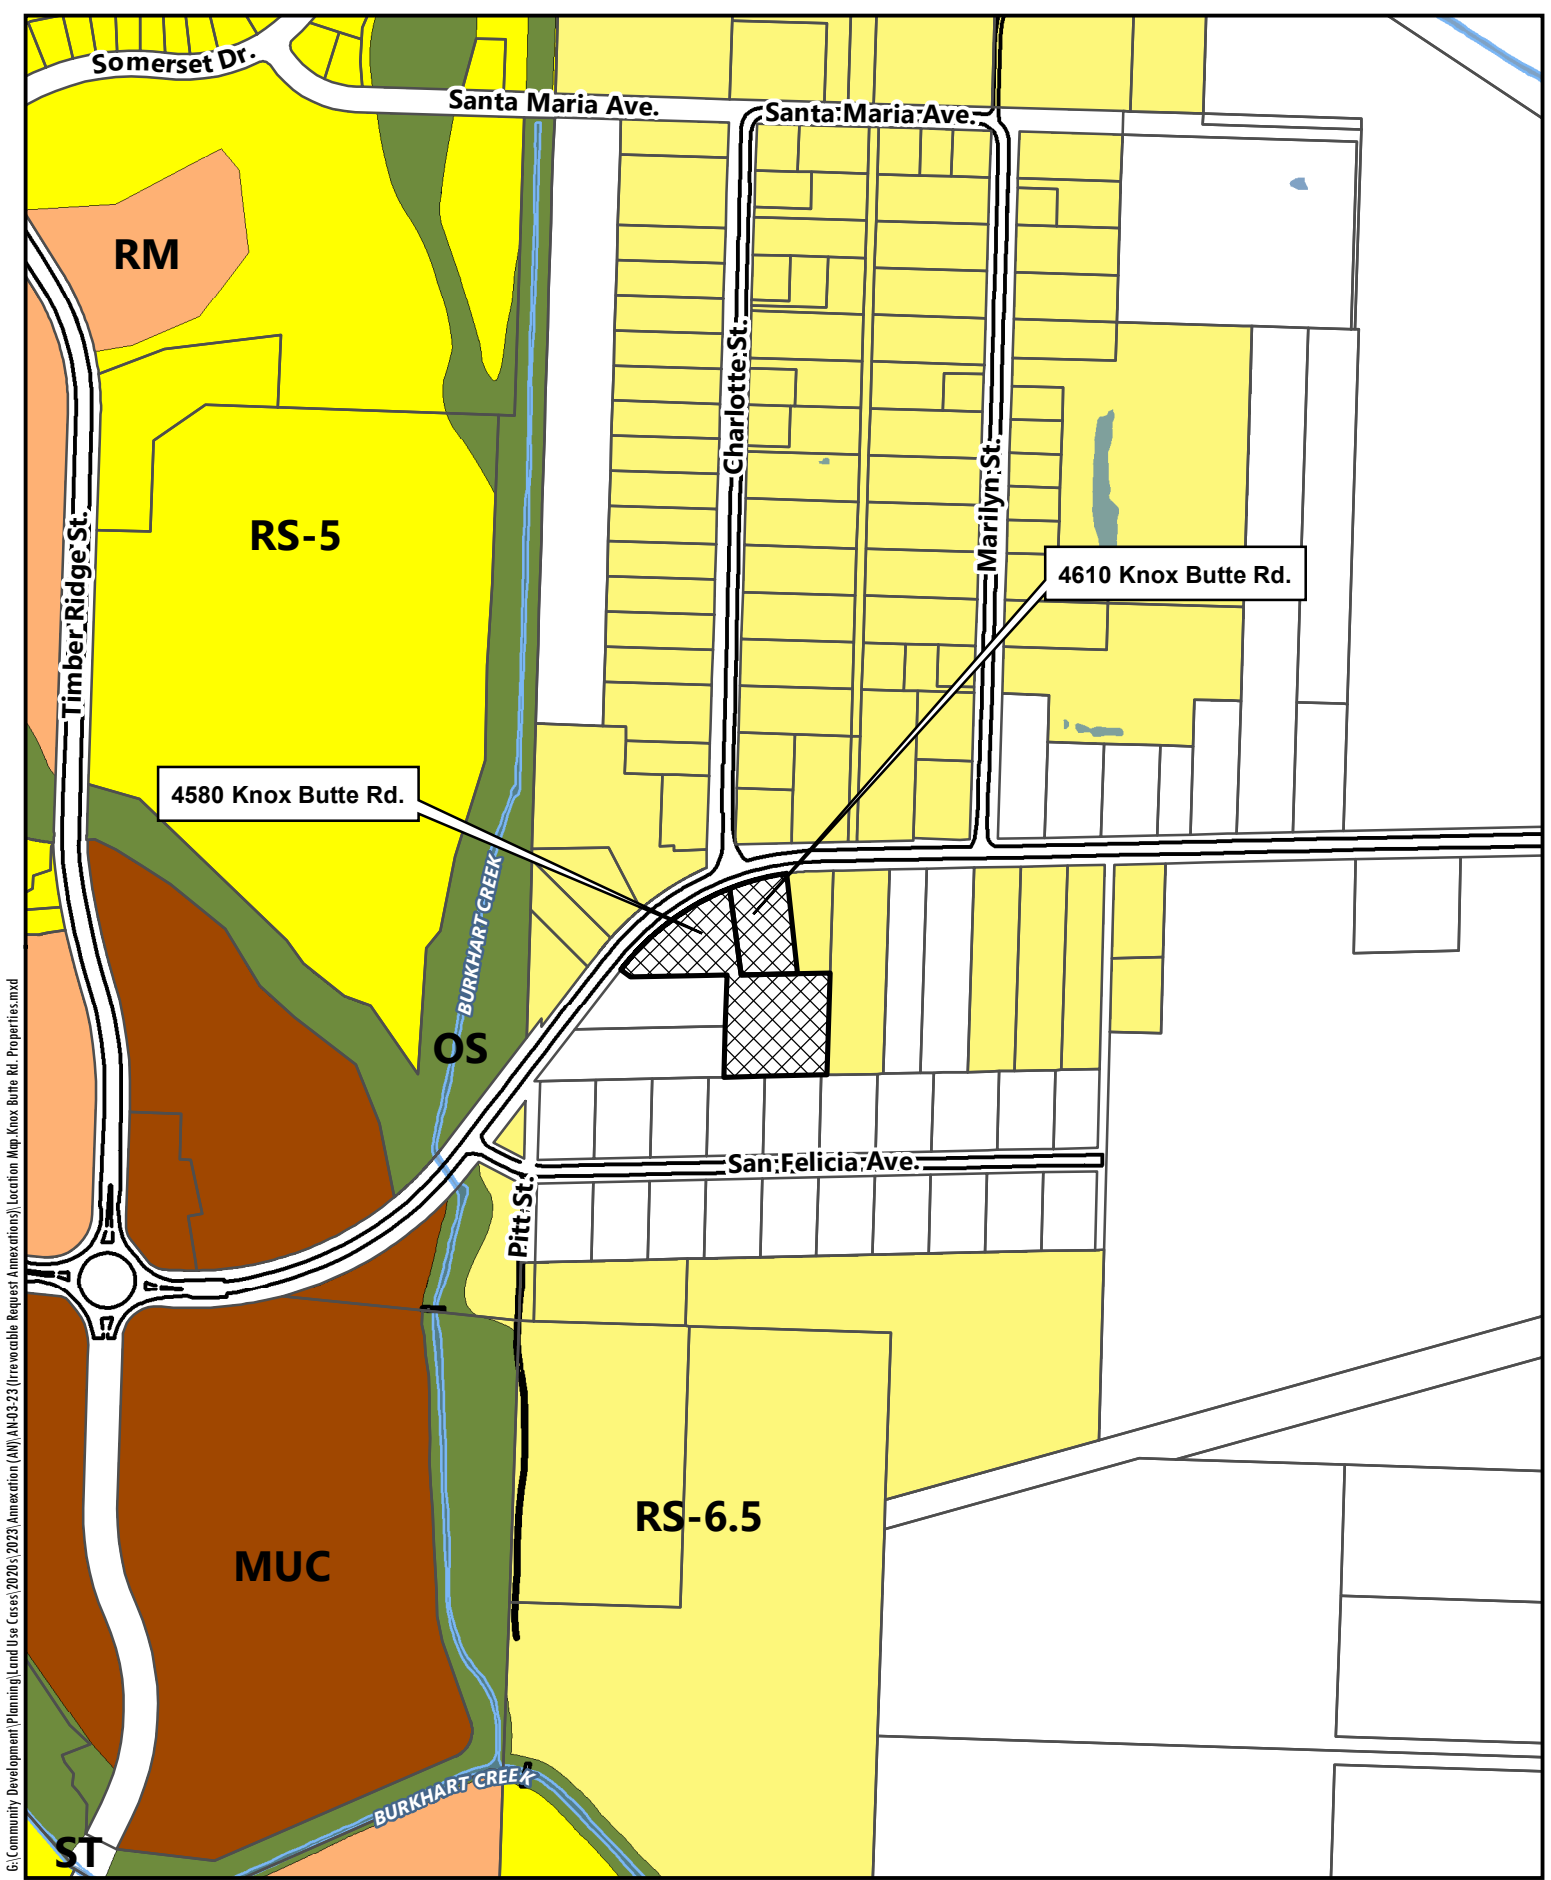 Somerset Dr.
Santa Maria Ave.
Santa Maria Ave.
RM
Charlotte St.
Marilyn St.
RS-5
Timber Ridge St.
4610 Knox Butte Rd.
4580 Knox Butte Rd.
BURKHART CREEK
OS
San Felicia Ave.
Pitt St.
RS-6.5
MUC
BURKHART CREEK
ST
G:\Community Development\Planning\Land Use Cases\2020s\2023\Annexation (AN)\AN-03-23 (Irrevocable Request Annexations)\Location Map.Knox Butte Rd. Properties.mxd